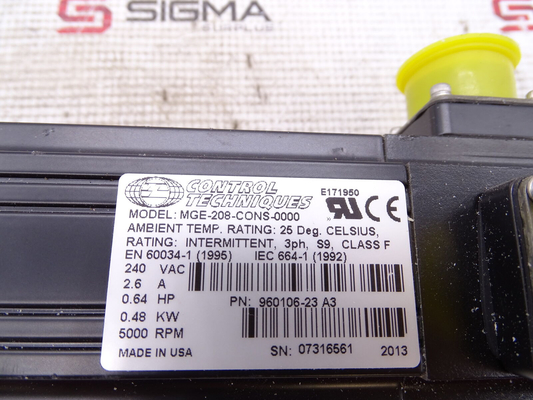 SIGMA
SURPLUS
CONTROL
TECHNIQUES
E171950
MODEL: MGE-208-CONS-0000
AMBIENT TEMP. RATING: 25 Deg. CELSIUS,
RATING: INTERMITTENT, 3ph, S9, CLASS F
EN 60034-1 (1995) IEC 664-1 (1992)
240 VAC
2.6 A
0.64 HP
PN: 960106-23 A3
0.48 KW
5000 RPM
MADE IN USA
SN: 07316561 2013